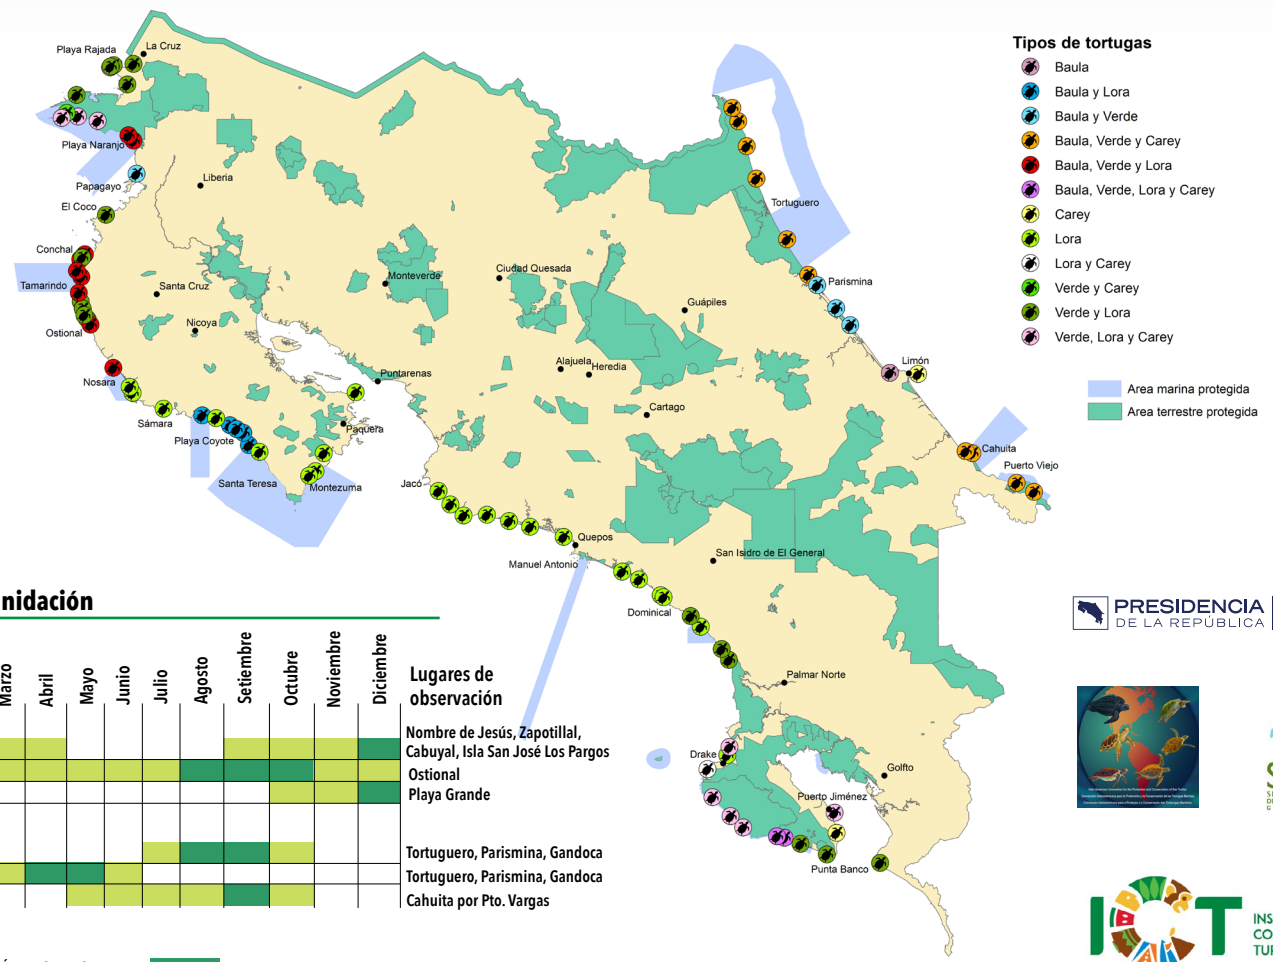 Playa Rajada
La Cruz
Playa Naranjo
Papagayo
Liberia
El Coco
Conchal
Tamarindo
Santa Cruz
Ostional
Nicoya
Nosara
Sámara
Playa Coyote
Santa Teresa
Montezuma
Paquera
Puntarenas
Monteverde
Ciudad Quesada
Guápiles
Alajuela
Heredia
Cartago
Tortuguero
Parismina
Limón
Cahuita
Puerto Viejo
Jacó
Quepos
Manuel Antonio
San Isidro de El General
Dominical
Palmar Norte
Drake
Golfto
Puerto Jiménez
Punta Banco
Tipos de tortugas
Baula
Baula y Lora
Baula y Verde
Baula, Verde y Carey
Baula, Verde y Lora
Baula, Verde, Lora y Carey
Carey
Lora
Lora y Carey
Verde y Carey
Verde y Lora
Verde, Lora y Carey
Area marina protegida
Area terrestre protegida
nidación
Marzo
Abril
Mayo
Junio
Julio
Agosto
Setiembre
Octubre
Noviembre
Diciembre
Lugares de
observación
Nombre de Jesús, Zapotillal,
Cabuyal, Isla San José Los Pargos
Ostional
Playa Grande
Tortuguero, Parismina, Gandoca
Tortuguero, Parismina, Gandoca
Cahuita por Pto. Vargas
PRESIDENCIA
DE LA REPÚBLICA
ICT
INS
CO
TUR